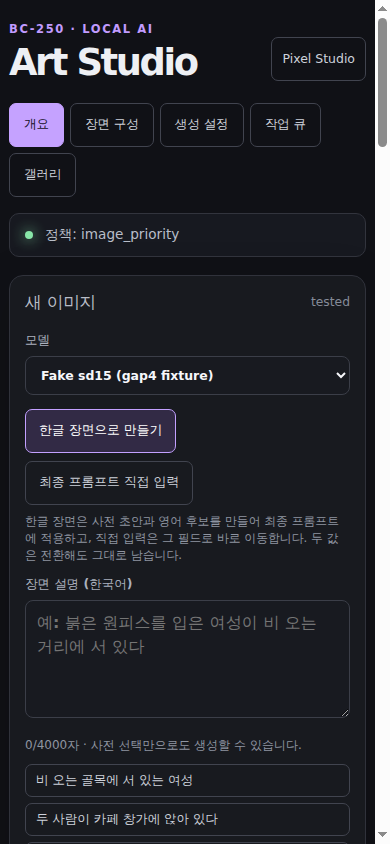 BC-250 · LOCAL AI
Art Studio
Pixel Studio
개요
장면 구성
생성 설정
작업 큐
갤러리
정책: image_priority
새 이미지
tested
모델
Fake sd15 (gap4 fixture)
한글 장면으로 만들기
최종 프롬프트 직접 입력
한글 장면은 사전 초안과 영어 후보를 만들어 최종 프롬프트
에 적용하고, 직접 입력은 그 필드로 바로 이동합니다. 두 값
은 전환해도 그대로 남습니다.
장면 설명 (한국어)
예: 붉은 원피스를 입은 여성이 비 오는
거리에 서 있다
0/4000자 · 사전 선택만으로도 생성할 수 있습니다.
비 오는 골목에 서 있는 여성
두 사람이 카페 창가에 앉아 있다